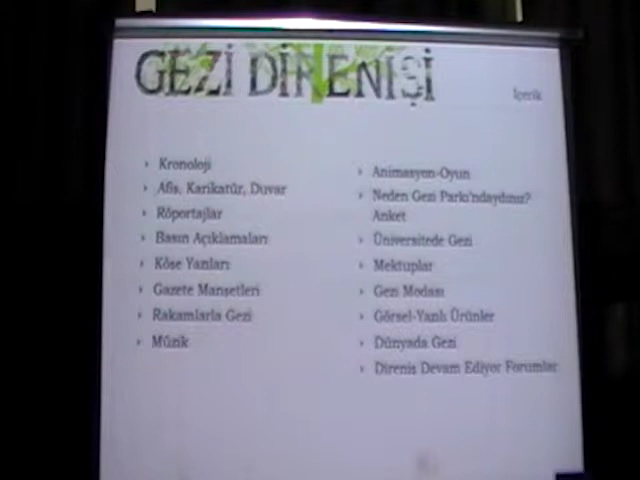 GEZİ DİRENİŞİ
İçerik
Kronoloji
Afiş, Karikatür, Duvar
Röportajlar
Basın Açıklamaları
Köşe Yazıları
Gazete Manşetleri
Rakamlarla Gezi
Müzik
Animasyon-Oyun
Neden Gezi Parkı'ndaydınız?
Anket
Üniversitede Gezi
Mektuplar
Gezi Modası
Görsel-Yazılı Ürünler
Dünyada Gezi
Direniş Devam Ediyor Forumlar